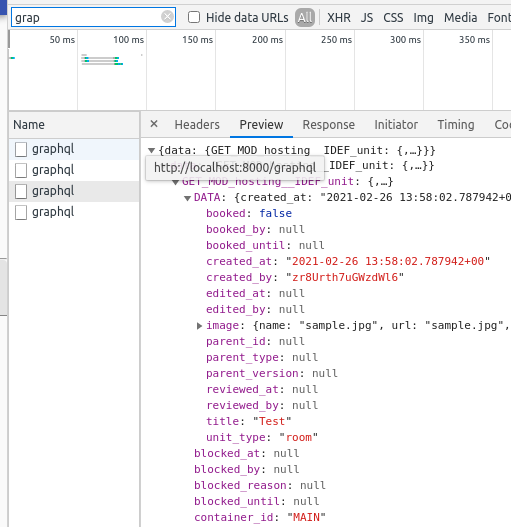 grap
Hide data URLs All XHR JS CSS Img Media Font
50 ms 100 ms 150 ms 200 ms 250 ms 300 ms 350 ms
Name
× Headers Preview Response Initiator Timing Coo
graphql
graphql
graphql
graphql
▼{data: {GET_MOD_hosting__IDEF_unit: {,…}}}
http://localhost:8000/graphql
_IDEF_unit: {,…}}
▼GET_MOD_hosting__IDEF_unit: {,…}
▼DATA: {created_at: "2021-02-26 13:58:02.787942+0
booked: false
booked_by: null
booked_until: null
created_at: "2021-02-26 13:58:02.787942+00"
created_by: "zr8Urth7uGWzdWl6"
edited_at: null
edited_by: null
▶image: {name: "sample.jpg", url: "sample.jpg",
parent_id: null
parent_type: null
parent_version: null
reviewed_at: null
reviewed_by: null
title: "Test"
unit_type: "room"
blocked_at: null
blocked_by: null
blocked_reason: null
blocked_until: null
container_id: "MAIN"